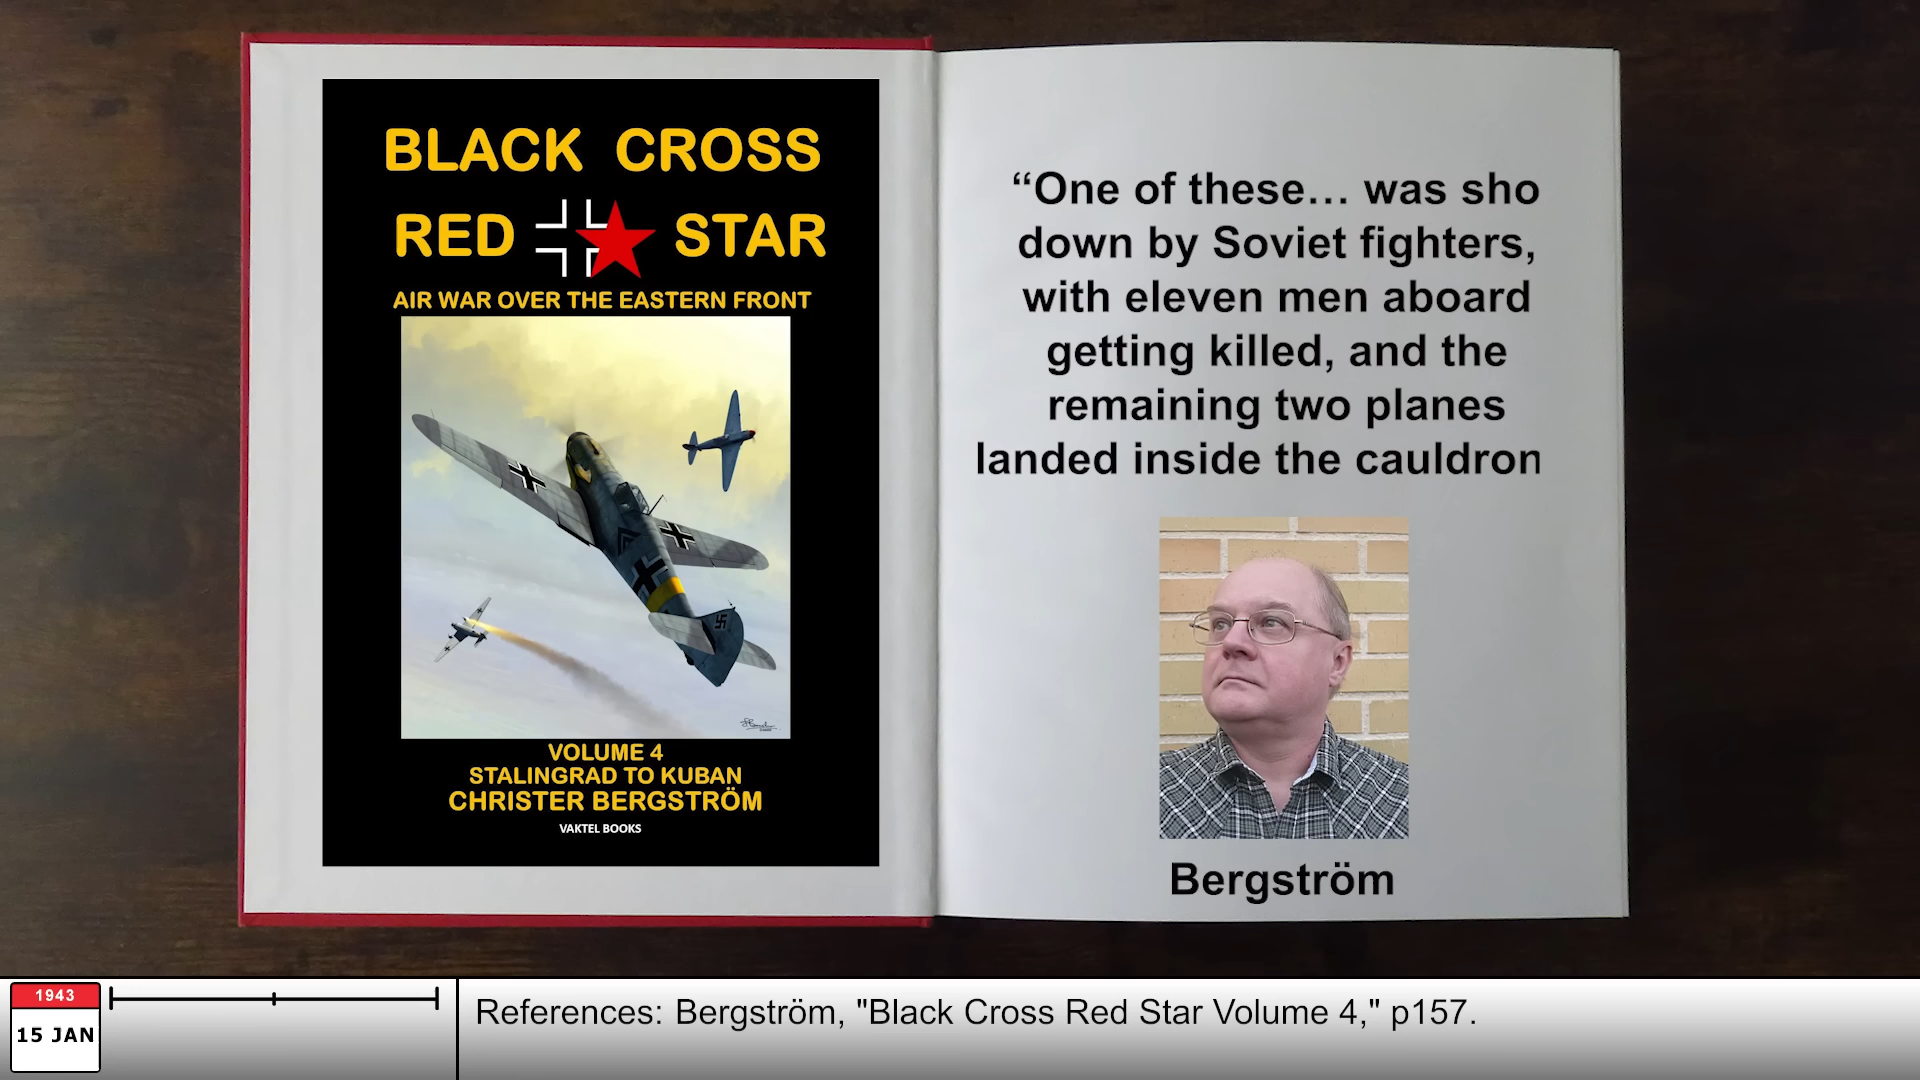 BLACK CROSS
RED STAR
AIR WAR OVER THE EASTERN FRONT
VOLUME 4
STALINGRAD TO KUBAN
CHRISTER BERGSTRÖM
VAKTEL BOOKS
“One of these… was sho
down by Soviet fighters,
with eleven men aboard
getting killed, and the
remaining two planes
landed inside the cauldron
Bergström
1943
15 JAN
References: Bergström, "Black Cross Red Star Volume 4," p157.